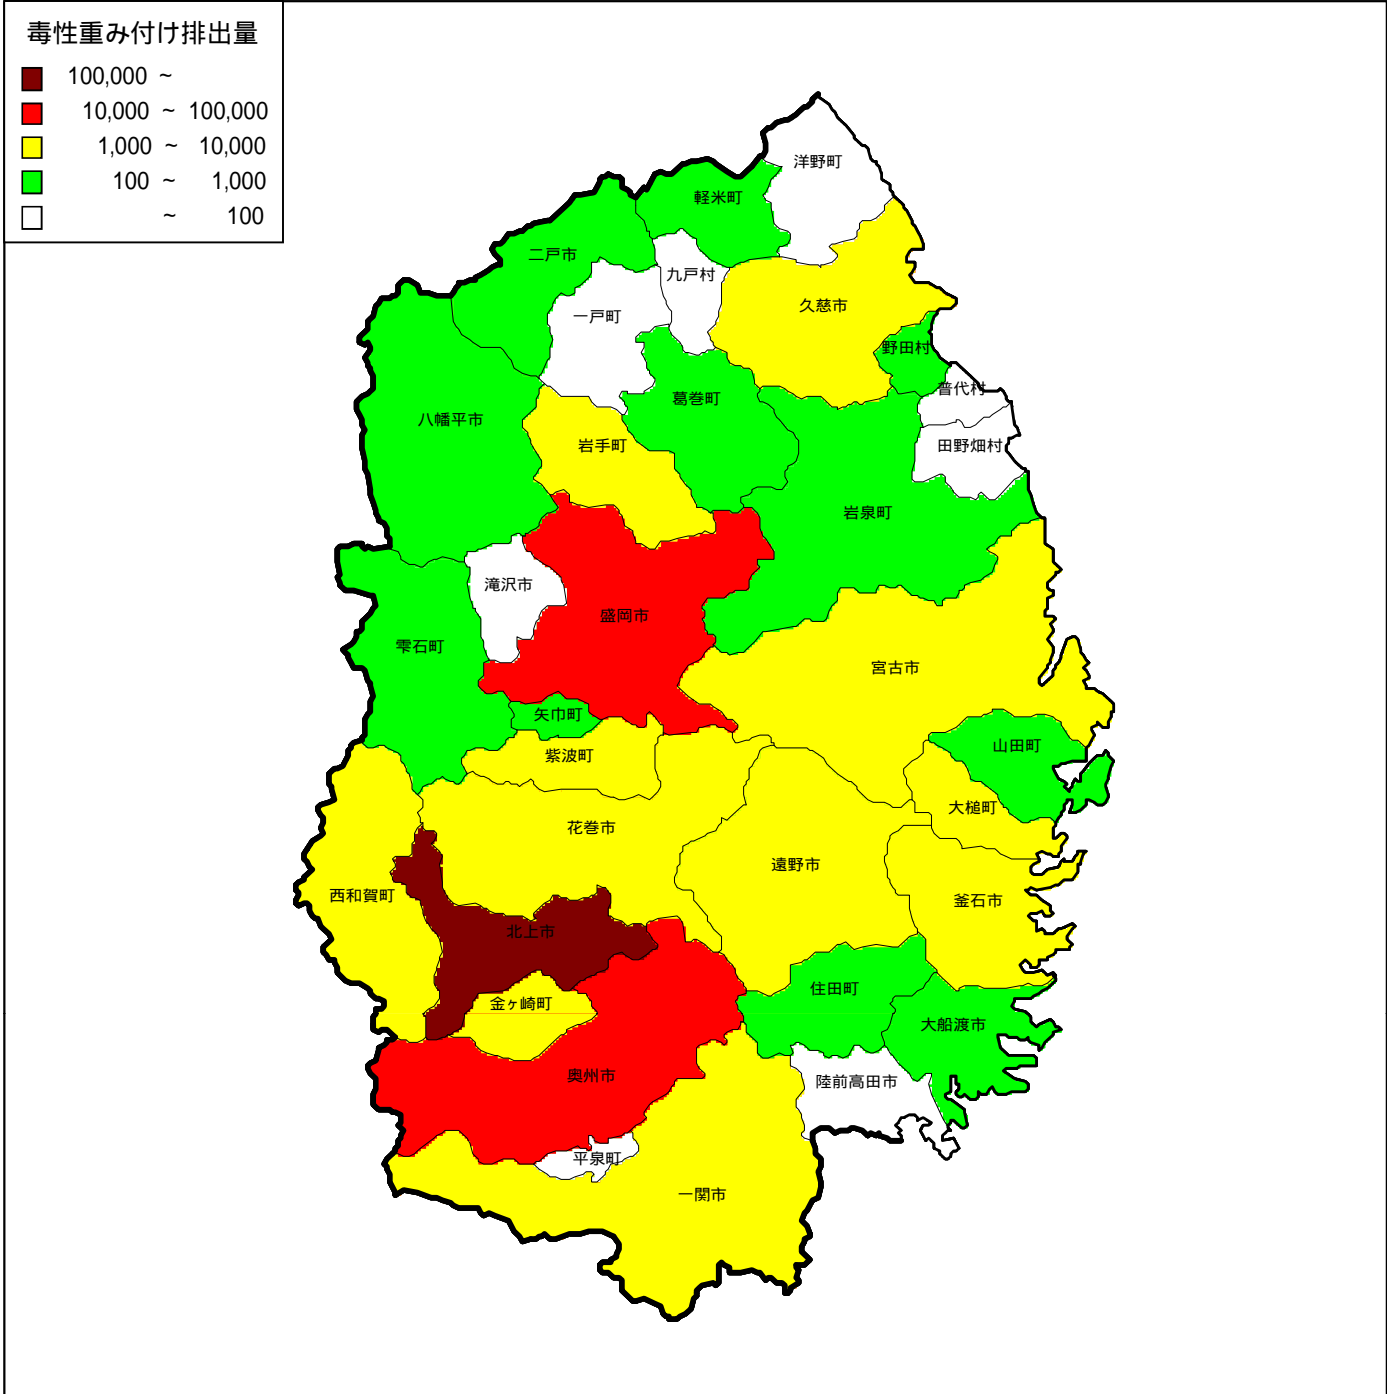 毒性重み付け排出量
100,000 ~
10,000 ~ 100,000
1,000 ~ 10,000
100 ~ 1,000
~ 100
洋野町
軽米町
二戸市
九戸村
久慈市
一戸町
野田村
普代村
葛巻町
八幡平市
岩手町
田野畑村
岩泉町
滝沢市
盛岡市
雫石町
宮古市
矢巾町
山田町
紫波町
大槌町
花巻市
遠野市
西和賀町
釜石市
北上市
住田町
金ヶ崎町
大船渡市
奥州市
陸前高田市
平泉町
一関市